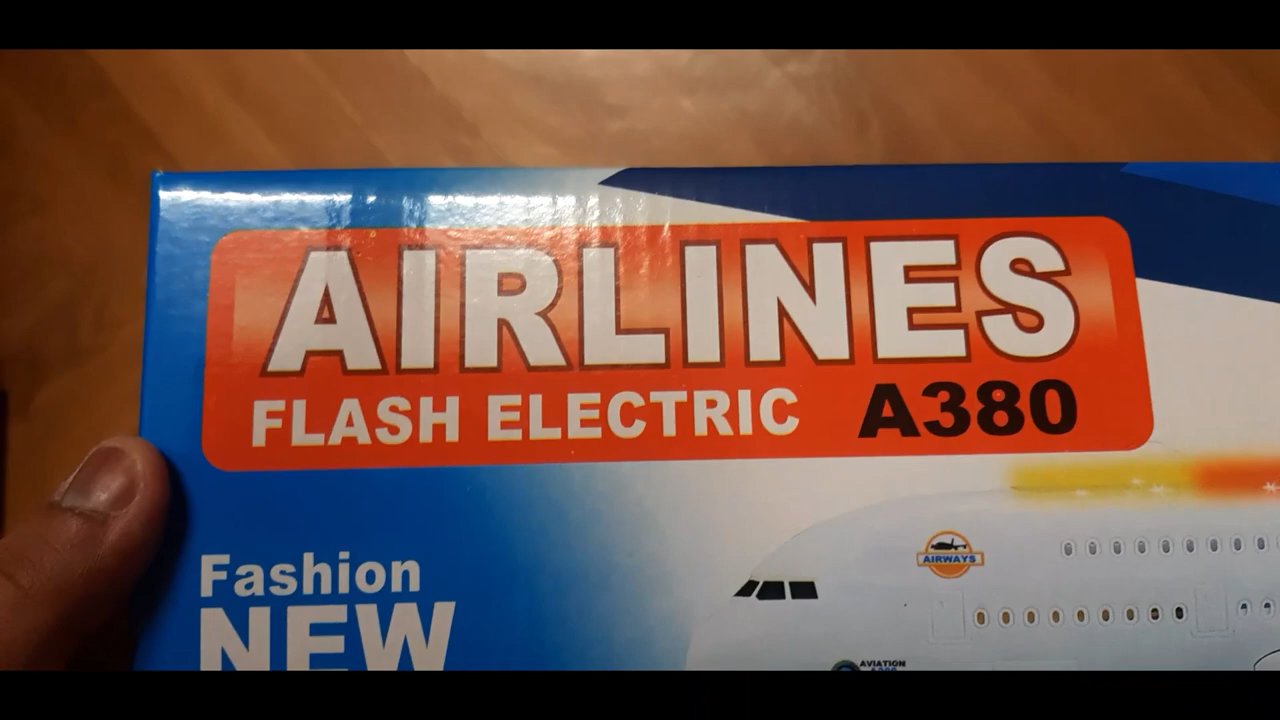 AIRLINES
FLASH ELECTRIC A380
AIRWAYS
Fashion
NEW
AVIATION